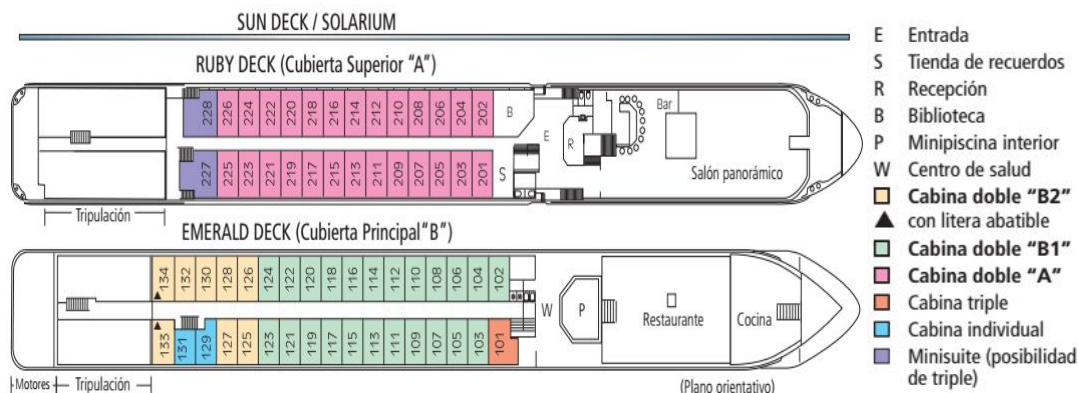 SUN DECK / SOLARIUM
RUBY DECK (Cubierta Superior "A")
228 226 224 222 220 218 216 214 212 210 208 206 204 202
B
E
R
Bar
Salón panorámico
227 225 223 221 219 217 215 213 211 209 207 205 203 201
S
Tripulación
EMERALD DECK (Cubierta Principal"B")
134 132 130 128 126 124 122 120 118 116 114 112 110 108 106 104 102
W
P
Restaurante
Cocina
133 131 129 127 125 123 121 119 117 115 113 111 109 107 105 103 101
Motores
Tripulación
(Plano orientativo)
E Entrada
S Tienda de recuerdos
R Recepción
B Biblioteca
P Minipiscina interior
W Centro de salud
Cabina doble "B2"
▲ con litera abatible
Cabina doble "B1"
Cabina doble "A"
Cabina triple
Cabina individual
Minisuite (posibilidad
de triple)